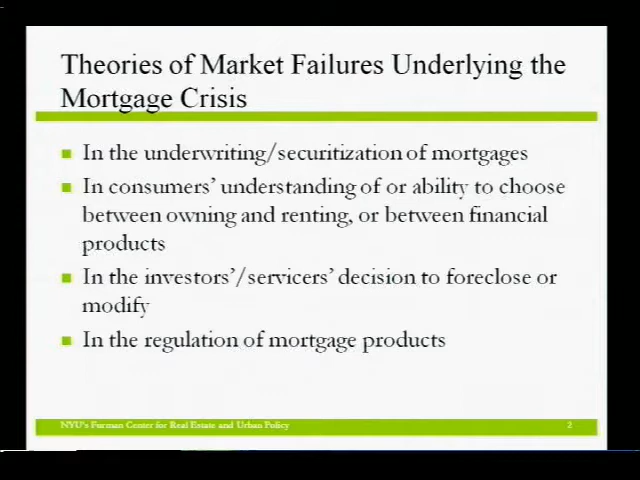 Theories of Market Failures Underlying the
Mortgage Crisis
In the underwriting/securitization of mortgages
In consumers' understanding of or ability to choose
between owning and renting, or between financial
products
In the investors'/servicers' decision to foreclose or
modify
In the regulation of mortgage products
NYU's Furman Center for Real Estate and Urban Policy 2